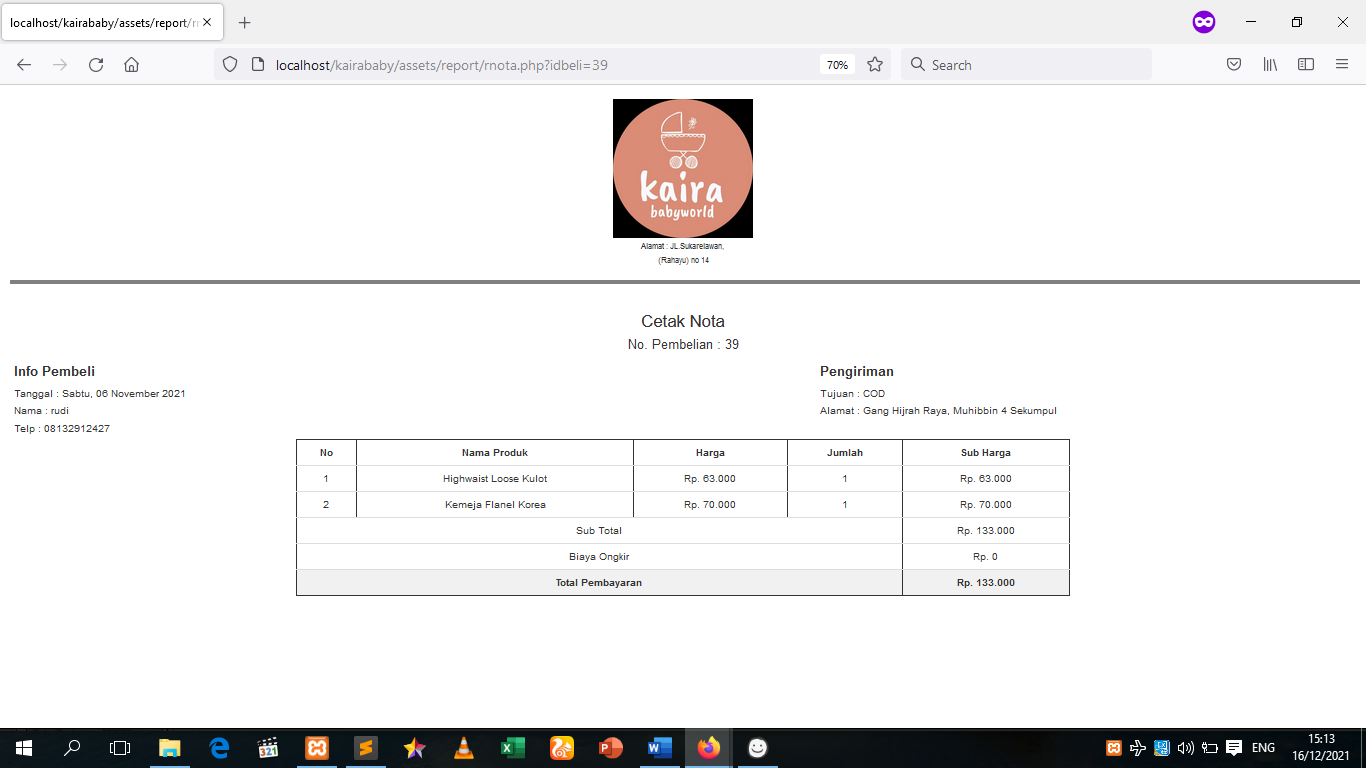 localhost/kairababy/assets/report/rr
localhost/kairababy/assets/report/rnota.php?idbeli=39
70%
Search
kaira
babyworld
Alamat : JL.Sukarelawan,
(Rahayu) no 14
Cetak Nota
No. Pembelian : 39
Info Pembeli
Tanggal : Sabtu, 06 November 2021
Nama : rudi
Telp : 08132912427
Pengiriman
Tujuan : COD
Alamat : Gang Hijrah Raya, Muhibbin 4 Sekumpul
No Nama Produk Harga Jumlah Sub Harga
1 Highwaist Loose Kulot Rp. 63.000 1 Rp. 63.000
2 Kemeja Flanel Korea Rp. 70.000 1 Rp. 70.000
Sub Total Rp. 133.000
Biaya Ongkir Rp. 0
Total Pembayaran Rp. 133.000
321
ENG
15:13
16/12/2021